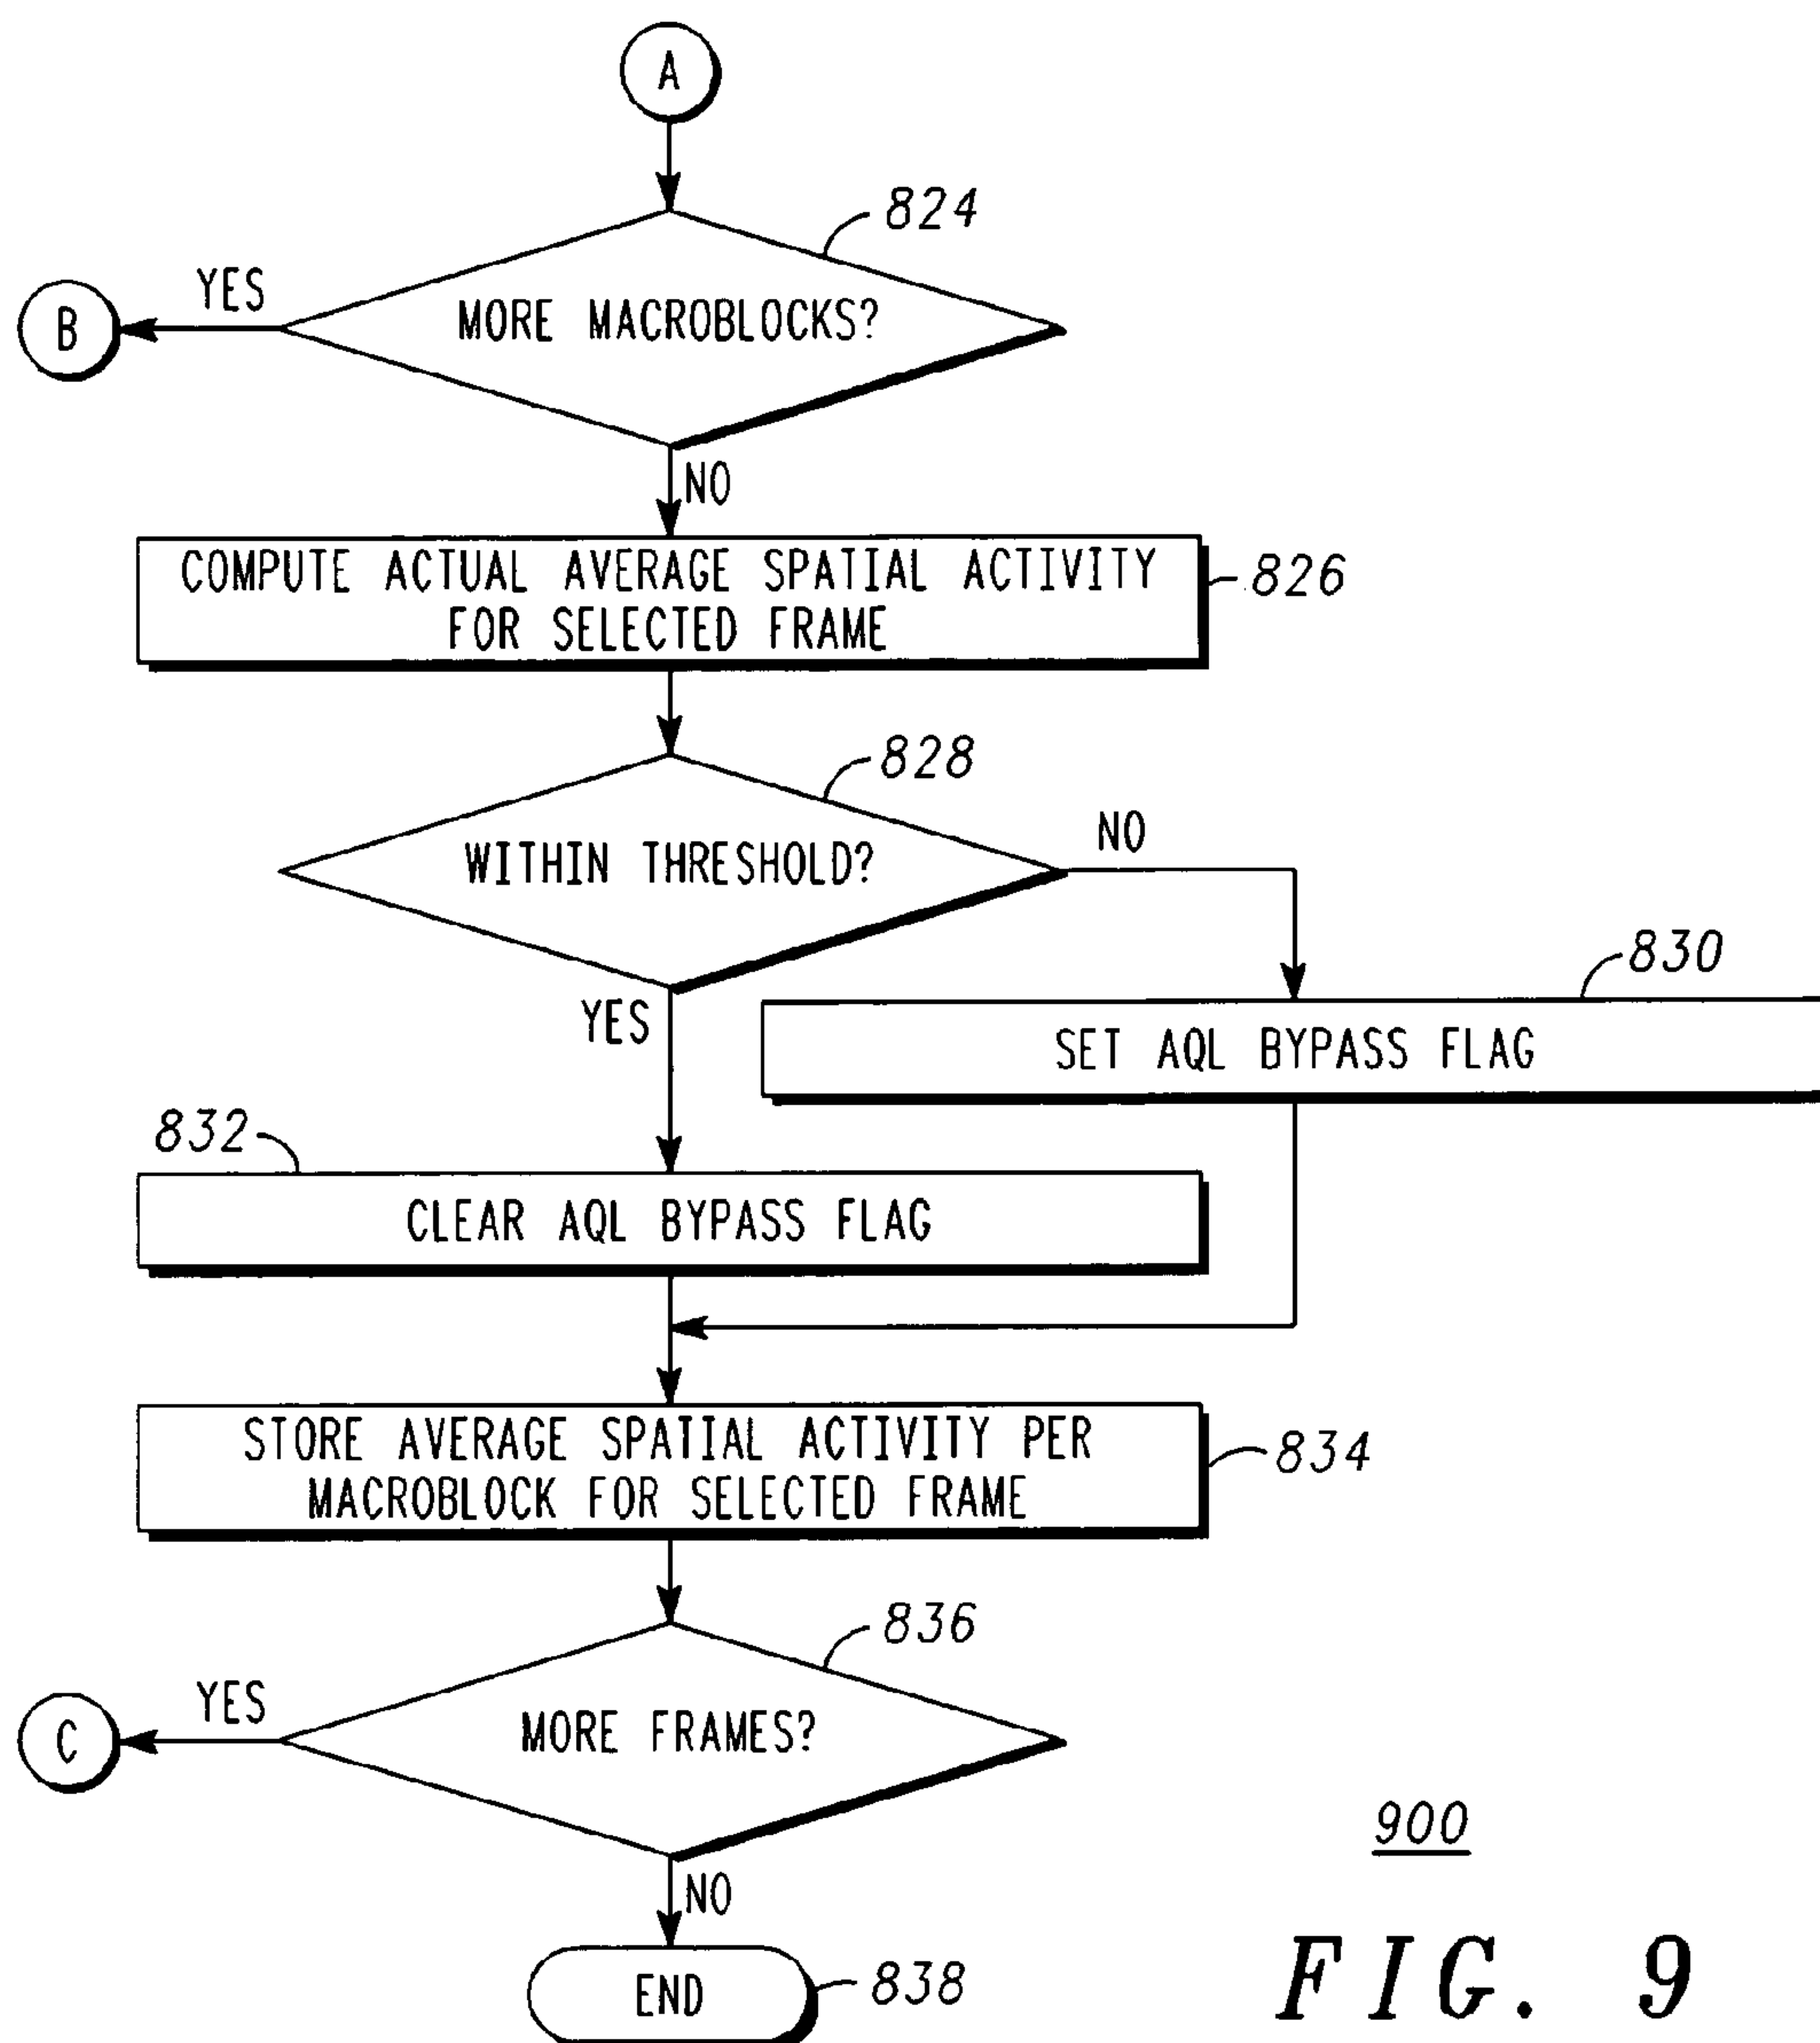 A
824
YES
B
MORE MACROBLOCKS?
NO
COMPUTE ACTUAL AVERAGE SPATIAL ACTIVITY
FOR SELECTED FRAME
826
828
WITHIN THRESHOLD?
NO
830
YES
SET AQL BYPASS FLAG
832
CLEAR AQL BYPASS FLAG
STORE AVERAGE SPATIAL ACTIVITY PER
MACROBLOCK FOR SELECTED FRAME
834
836
YES
C
MORE FRAMES?
NO
900
END
838
FIG. 9